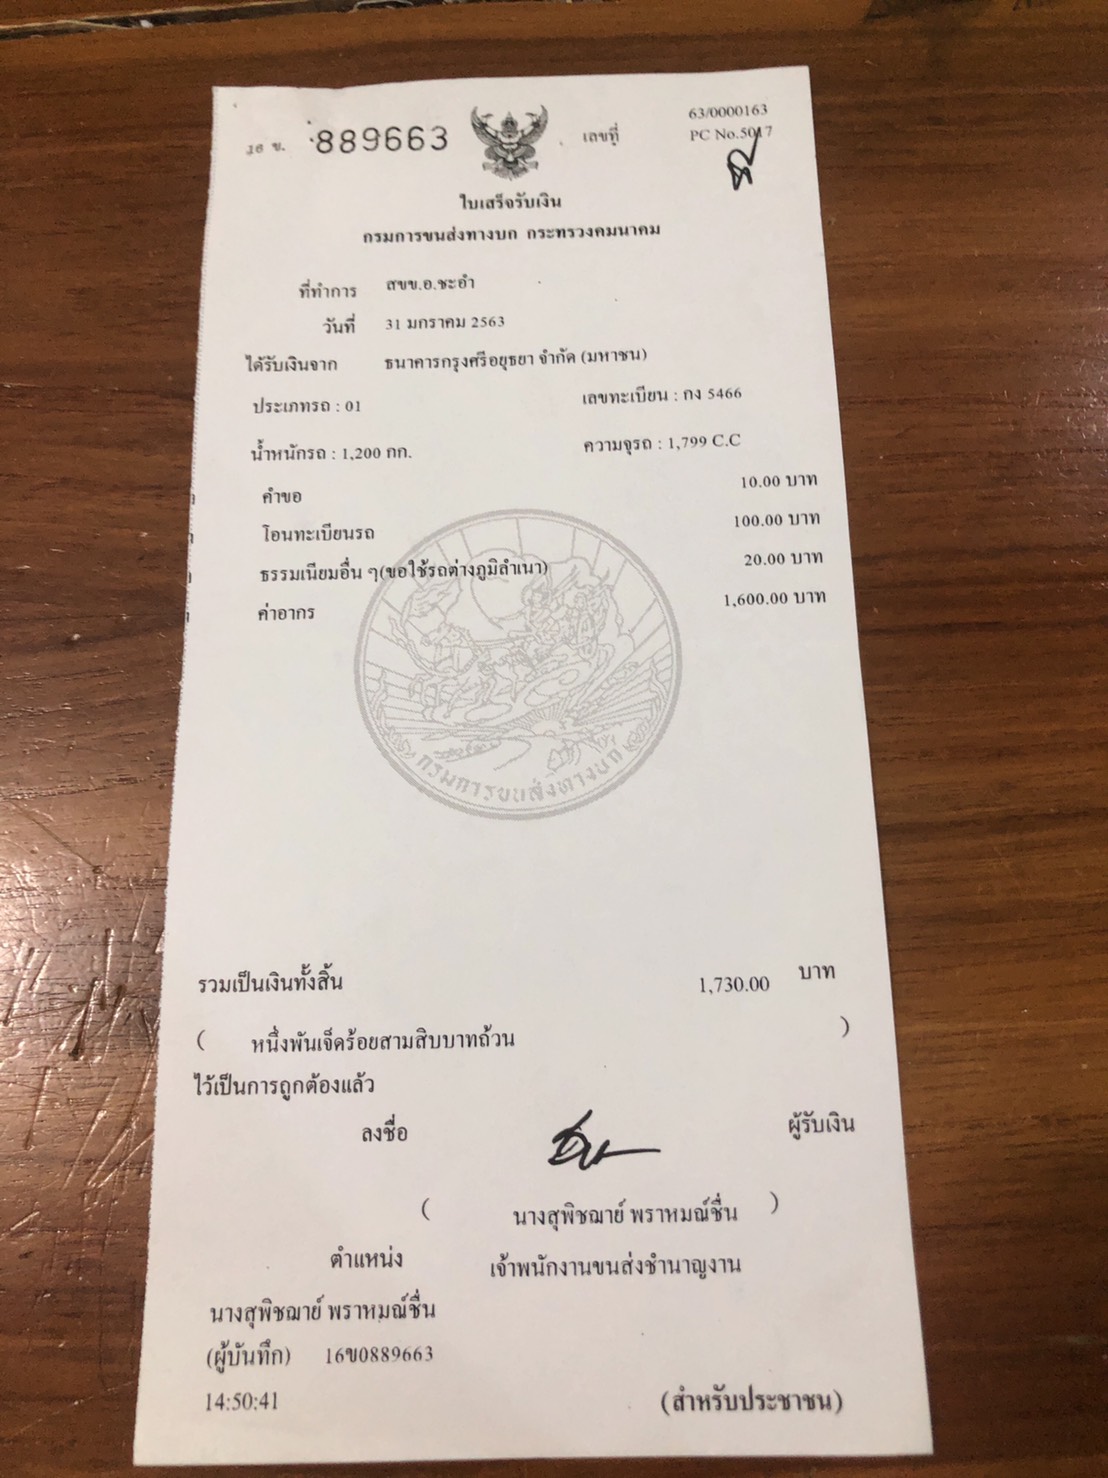 16 ข. 889663 เลขที่ 63/0000163
PC No.5017
ใบเสร็จรับเงิน
กรมการขนส่งทางบก กระทรวงคมนาคม
ที่ทำการ สขข.อ.ชะอำ
วันที่ 31 มกราคม 2563
ได้รับเงินจาก ธนาคารกรุงศรีอยุธยา จำกัด (มหาชน)
ประเภทรถ : 01 เลขทะเบียน : กง 5466
น้ำหนักรถ : 1,200 กก. ความจุรถ : 1,799 C.C
คำขอ 10.00 บาท
โอนทะเบียนรถ 100.00 บาท
ธรรมเนียมอื่น ๆ(ขอใช้รถต่างภูมิลำเนา) 20.00 บาท
ค่าอากร 1,600.00 บาท
กรมการขนส่งทางบก
รวมเป็นเงินทั้งสิ้น 1,730.00 บาท
( หนึ่งพันเจ็ดร้อยสามสิบบาทถ้วน )
ไว้เป็นการถูกต้องแล้ว
ลงชื่อ ผู้รับเงิน
( นางสุพิชฌาย์ พราหมณ์ชื่น )
ตำแหน่ง เจ้าพนักงานขนส่งชำนาญงาน
นางสุพิชฌาย์ พราหมณ์ชื่น
(ผู้บันทึก) 16ข0889663
14:50:41 (สำหรับประชาชน)